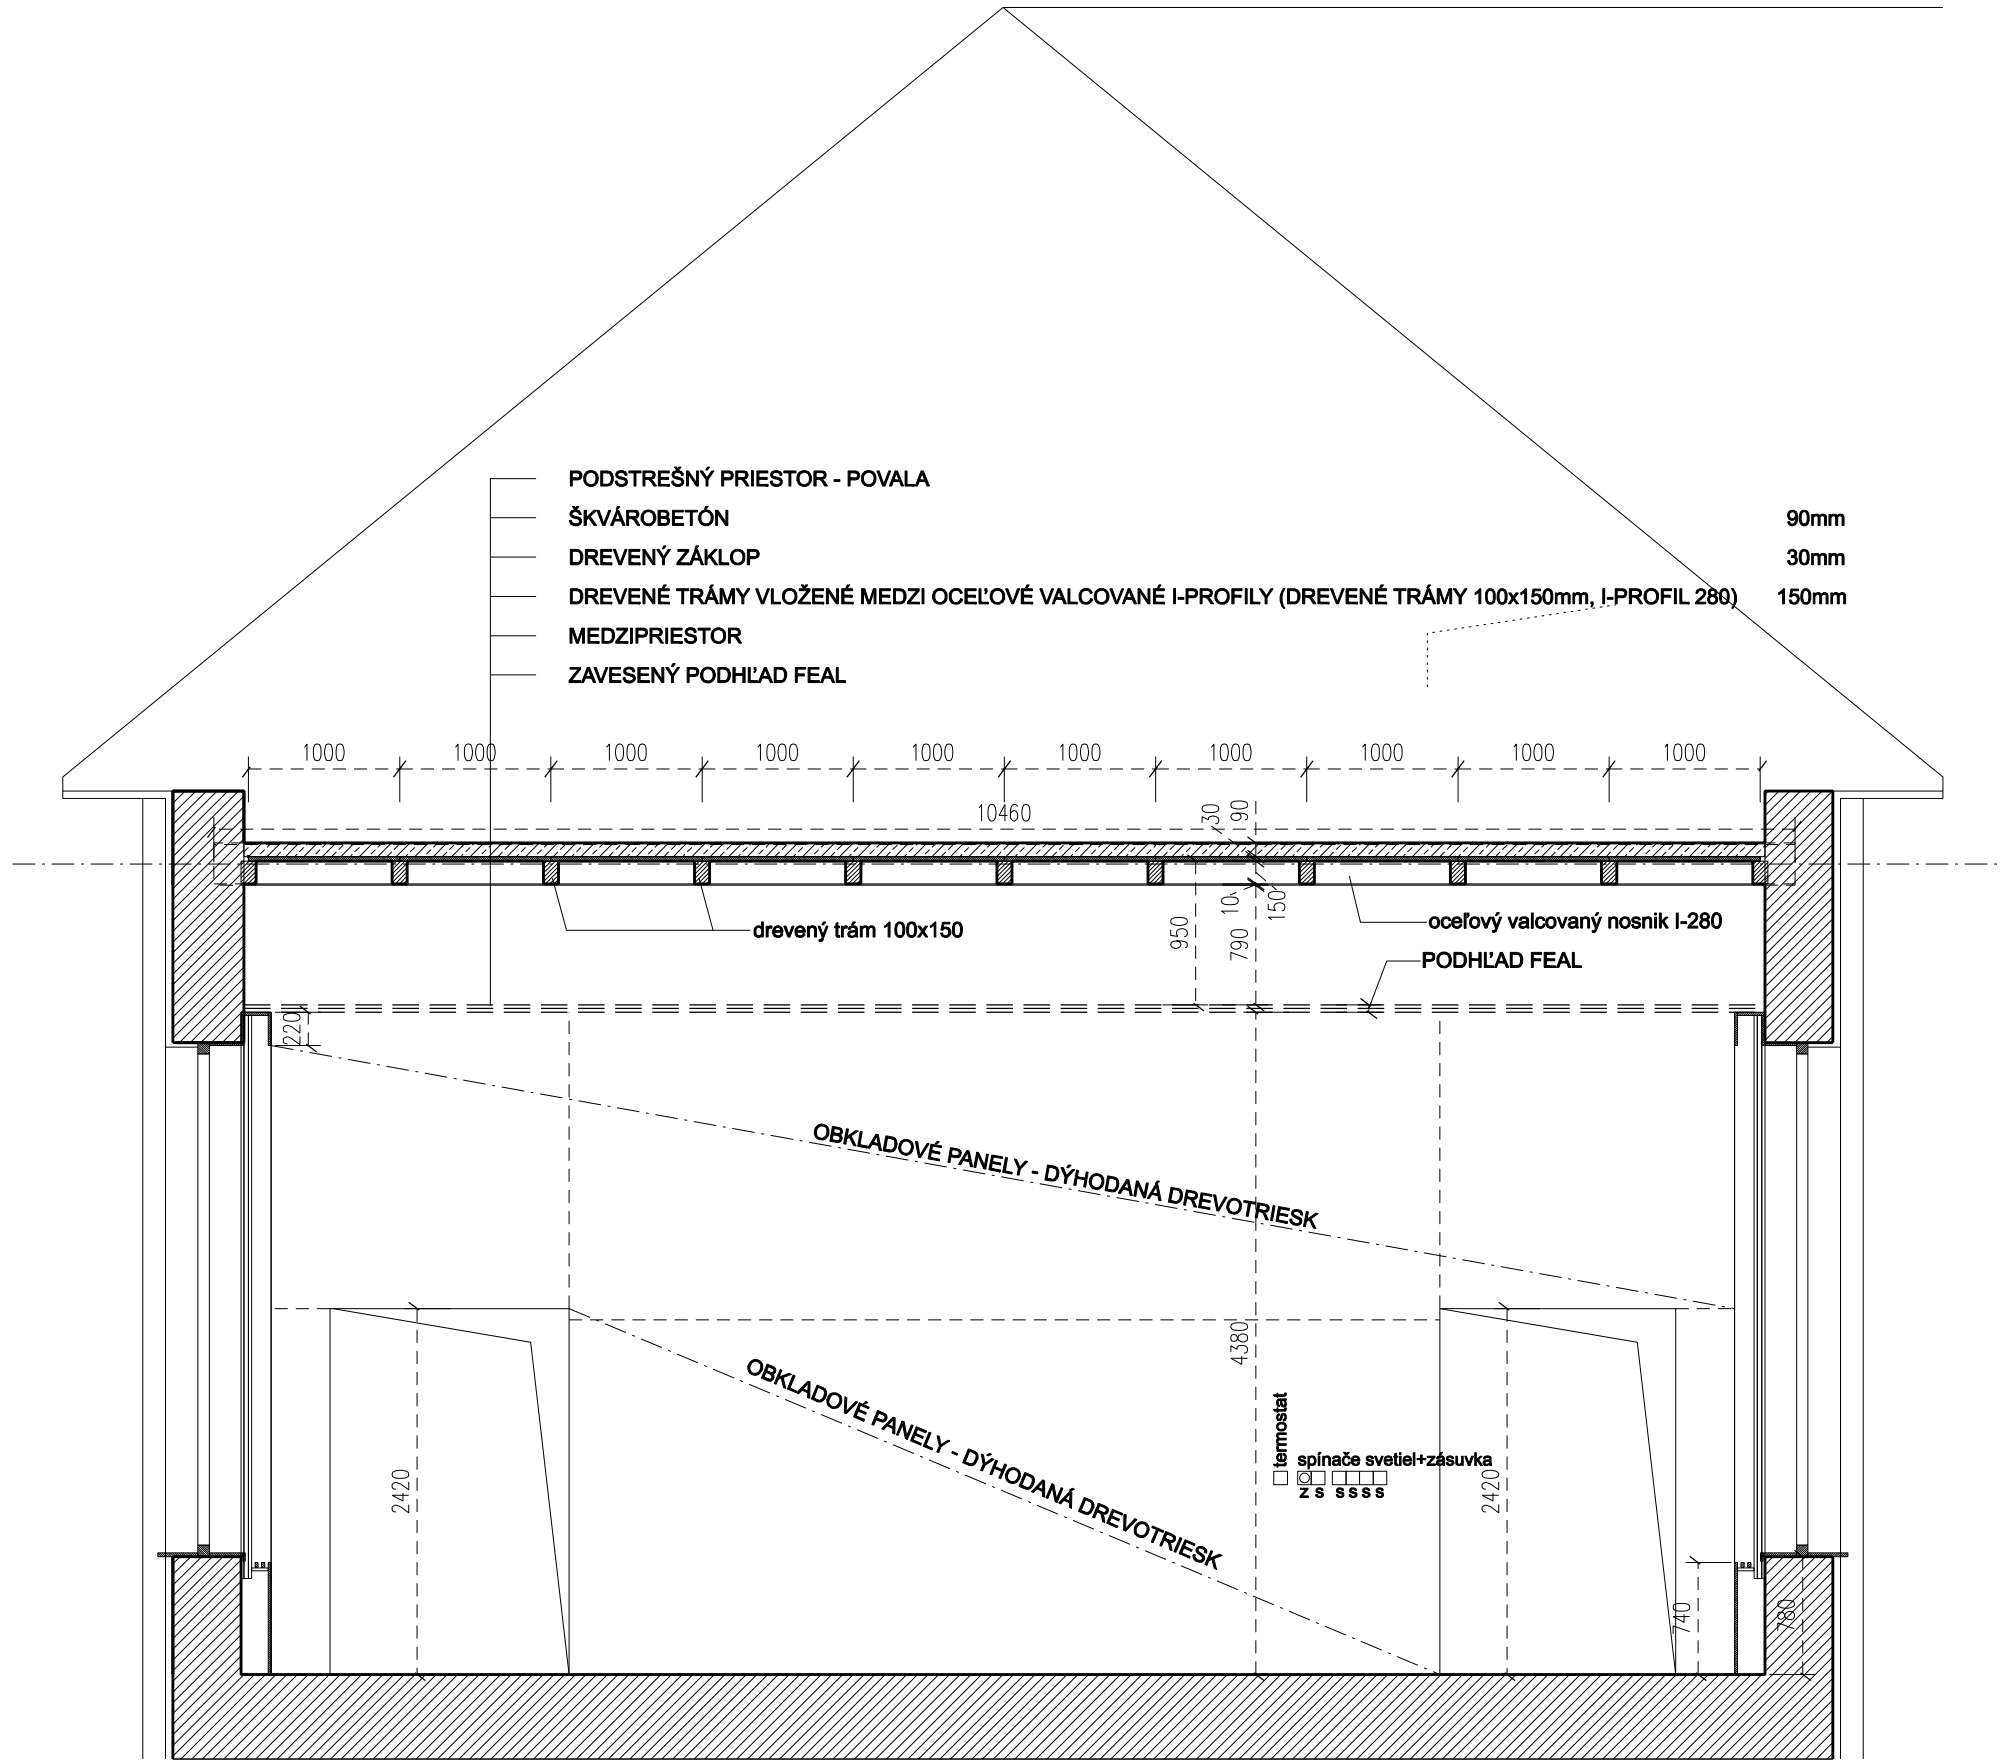 PODSTREŠNÝ PRIESTOR - POVALA
ŠKVÁROBETÓN 90mm
DREVENÝ ZÁKLOP 30mm
DREVENÉ TRÁMY VLOŽENÉ MEDZI OCEĽOVÉ VALCOVANÉ I-PROFILY (DREVENÉ TRÁMY 100x150mm, I-PROFIL 280) 150mm
MEDZIPRIESTOR
ZAVESENÝ PODHĽAD FEAL
1000 1000 1000 1000 1000 1000 1000 1000 1000 1000
10460
30
90
10
150
950
790
drevený trám 100x150
oceľový valcovaný nosnik I-280
PODHĽAD FEAL
220
OBKLADOVÉ PANELY - DÝHODANÁ DREVOTRIESK
4380
OBKLADOVÉ PANELY - DÝHODANÁ DREVOTRIESK
termostat
spínače svetiel+zásuvka
z s s s s s
2420
2420
740
780